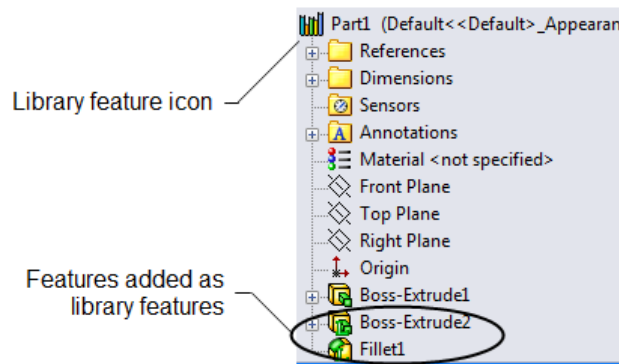 Part1 (Default<<Default>_Appearan
References
Dimensions
Library feature icon
Sensors
A Annotations
Material <not specified>
Front Plane
Top Plane
Right Plane
Origin
Features added as
library features
Boss-Extrude1
Boss-Extrude2
Fillet1